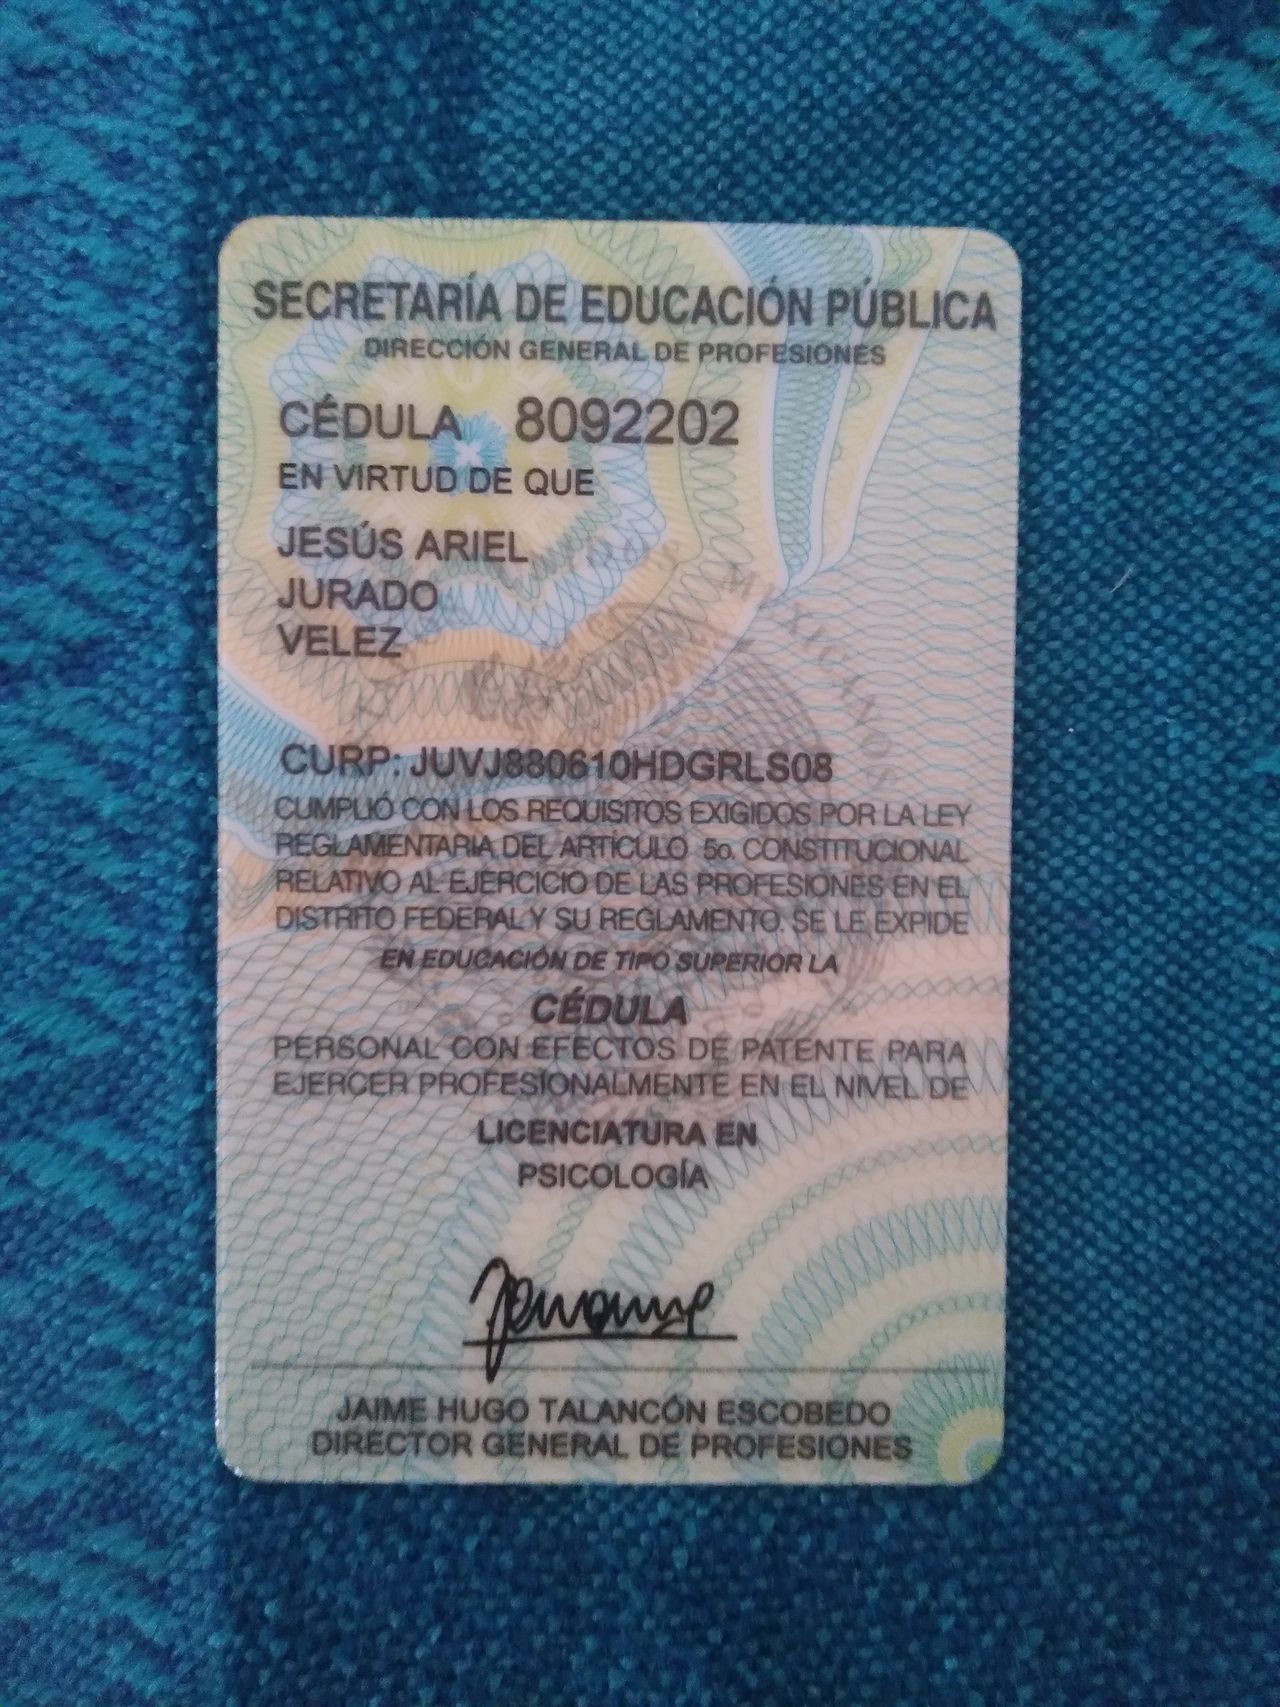 SECRETARÍA DE EDUCACIÓN PÚBLICA
DIRECCIÓN GENERAL DE PROFESIONES
CÉDULA 8092202
EN VIRTUD DE QUE
JESÚS ARIEL
JURADO
VELEZ
CURP: JUVJ880610HDGRLS08
CUMPLIÓ CON LOS REQUISITOS EXIGIDOS POR LA LEY
REGLAMENTARIA DEL ARTÍCULO 5o. CONSTITUCIONAL
RELATIVO AL EJERCICIO DE LAS PROFESIONES EN EL
DISTRITO FEDERAL Y SU REGLAMENTO. SE LE EXPIDE
EN EDUCACIÓN DE TIPO SUPERIOR LA
CÉDULA
PERSONAL CON EFECTOS DE PATENTE PARA
EJERCER PROFESIONALMENTE EN EL NIVEL DE
LICENCIATURA EN
PSICOLOGÍA
JAIME HUGO TALANCÓN ESCOBEDO
DIRECTOR GENERAL DE PROFESIONES